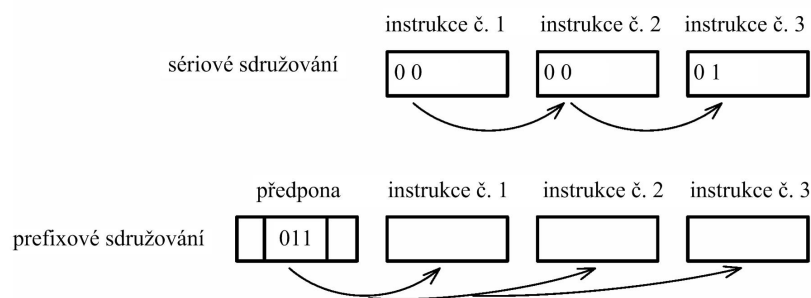 instrukce č. 1 instrukce č. 2 instrukce č. 3
sériové sdružování 0 0 0 0 0 1
předpona instrukce č. 1 instrukce č. 2 instrukce č. 3
prefixové sdružování 011